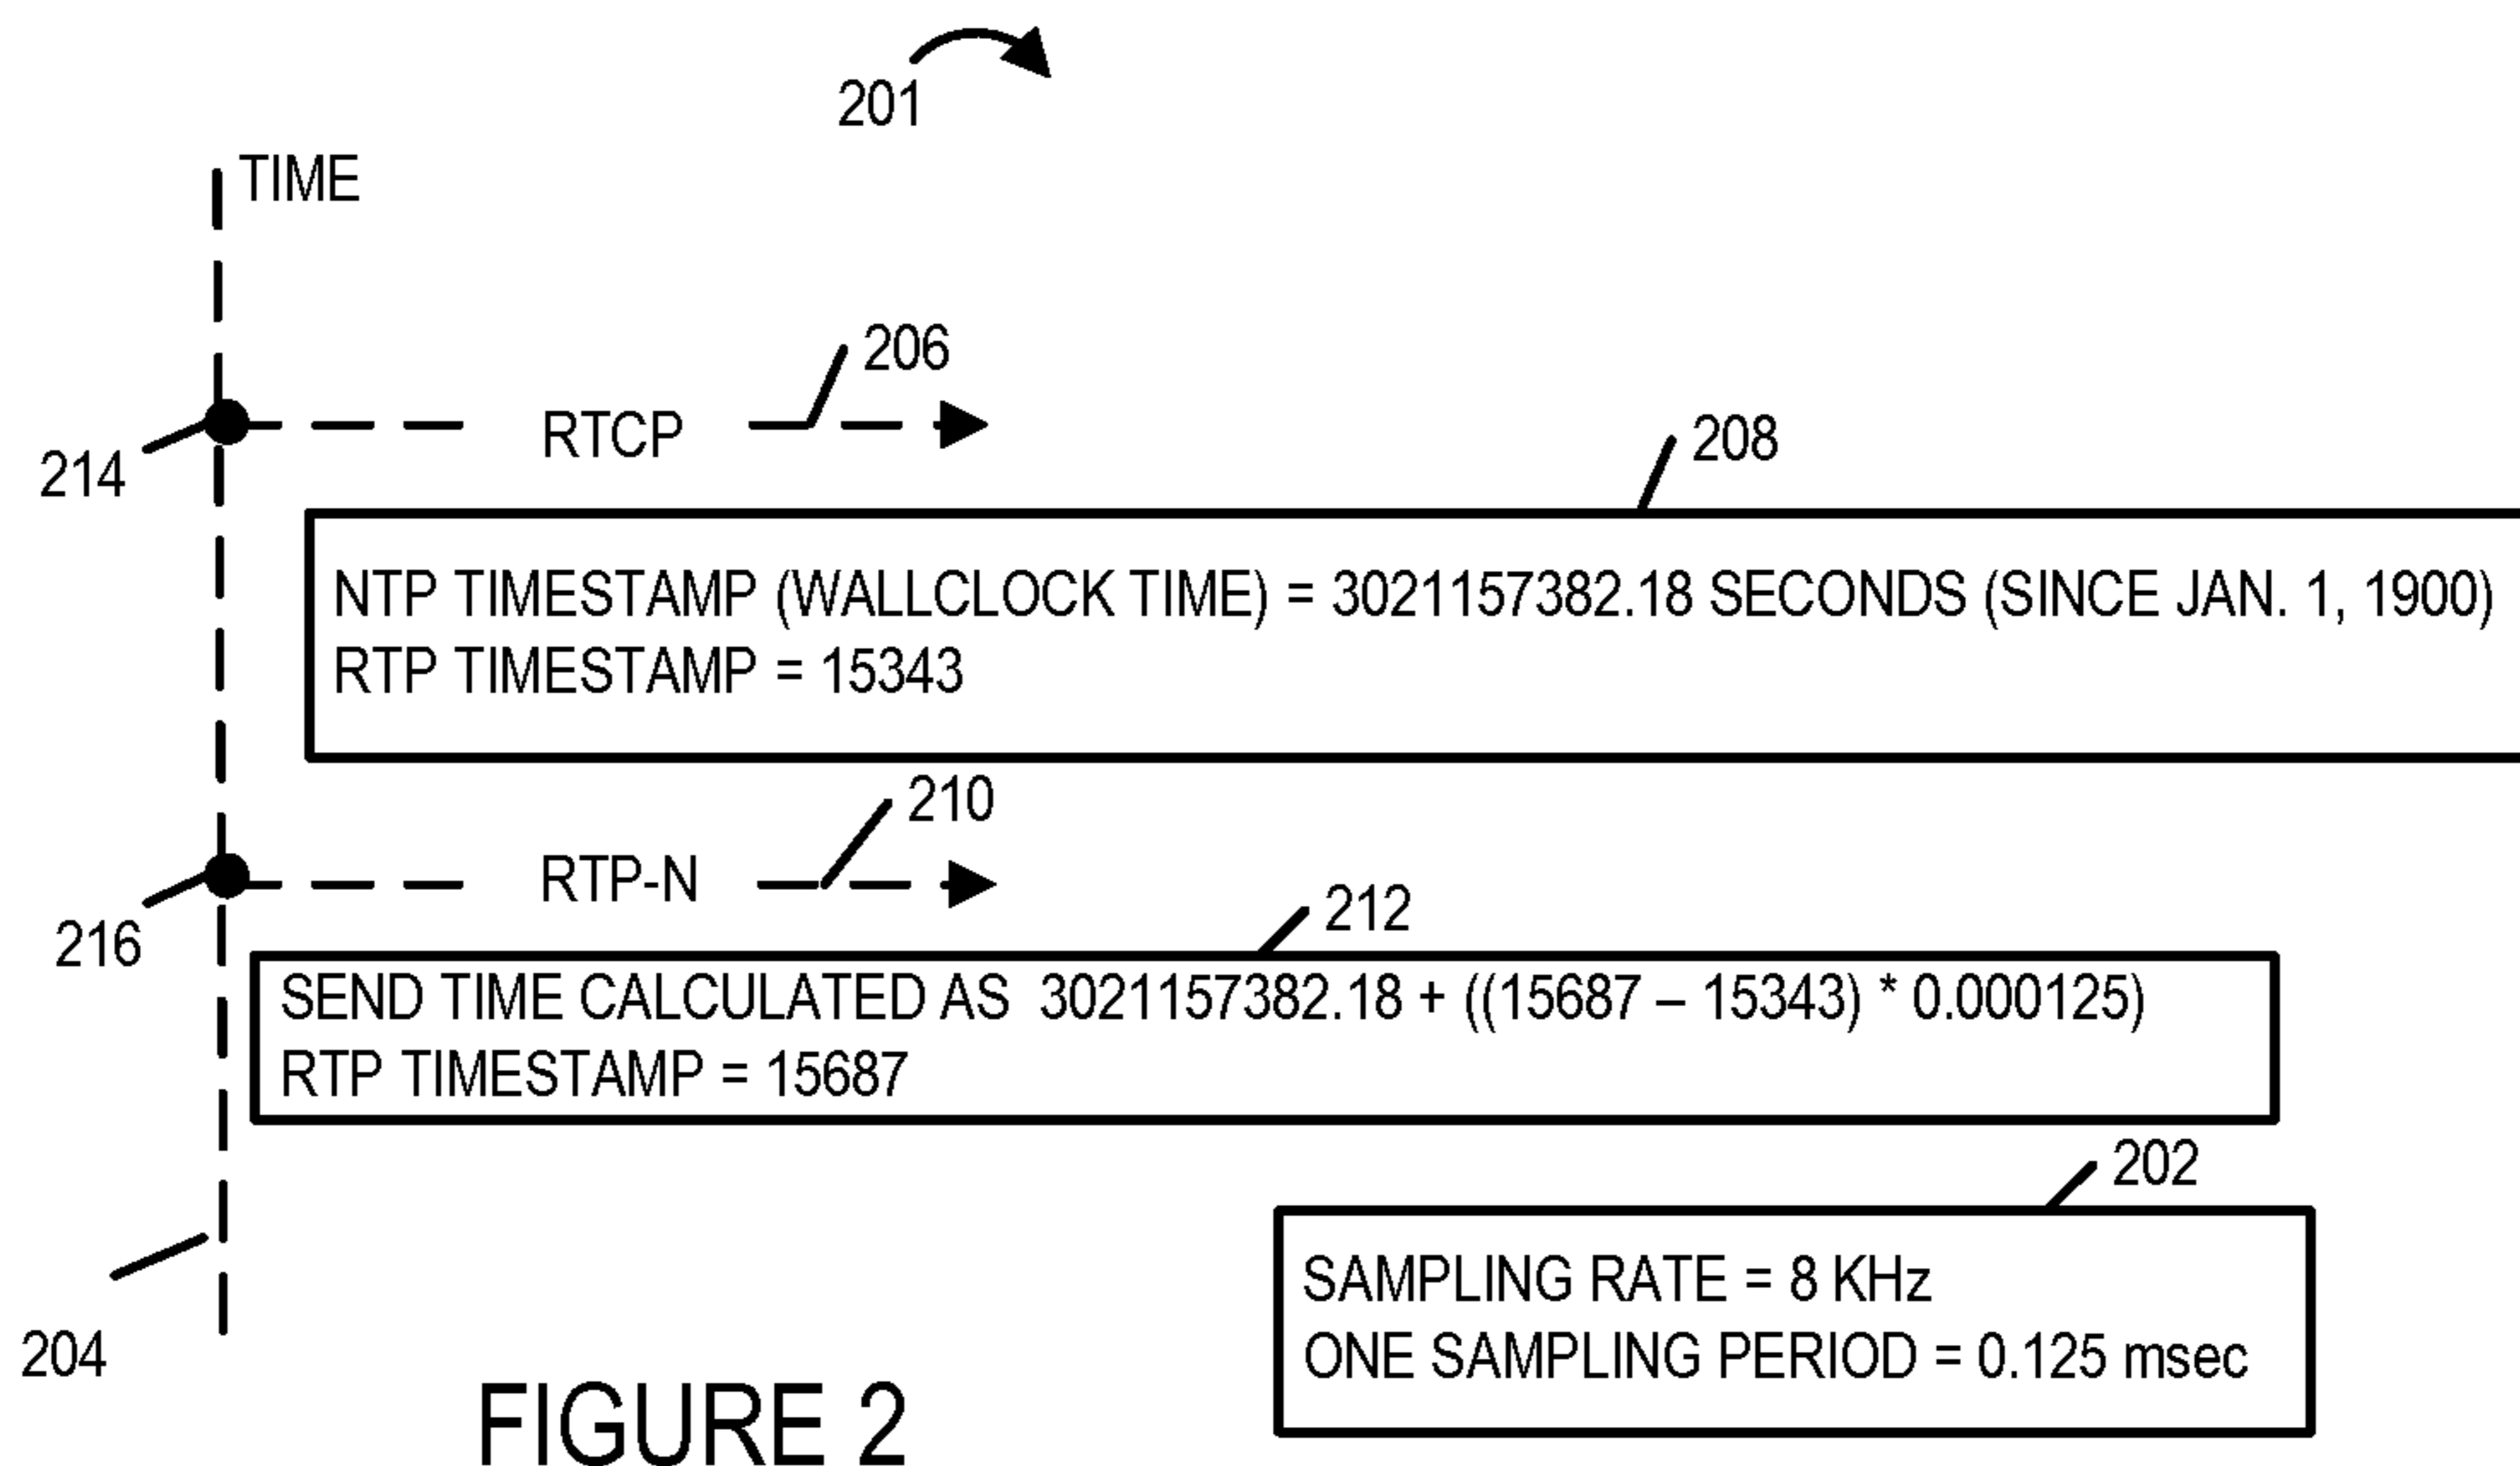 201
TIME
206
RTCP
214
208
NTP TIMESTAMP (WALLCLOCK TIME) = 3021157382.18 SECONDS (SINCE JAN. 1, 1900)
RTP TIMESTAMP = 15343
210
RTP-N
216
212
SEND TIME CALCULATED AS 3021157382.18 + ((15687 – 15343) * 0.000125)
RTP TIMESTAMP = 15687
202
SAMPLING RATE = 8 KHz
ONE SAMPLING PERIOD = 0.125 msec
204
FIGURE 2